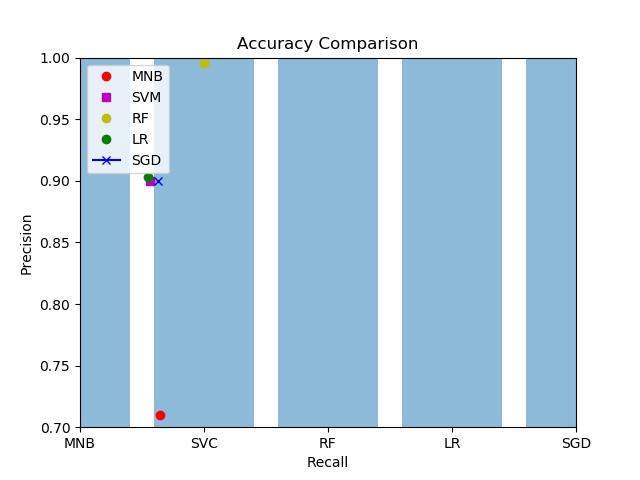 Accuracy Comparison
1.00
0.95
0.90
0.85
0.80
0.75
0.70
Precision
MNB
SVM
RF
LR
SGD
MNB SVC RF LR SGD
Recall